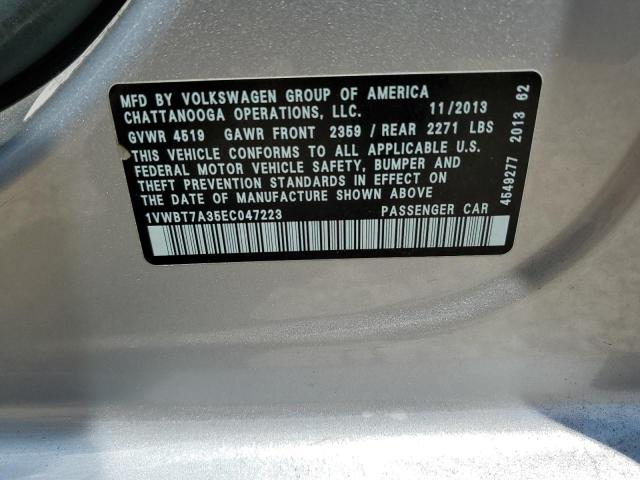 MFD BY VOLKSWAGEN GROUP OF AMERICA
CHATTANOOGA OPERATIONS, LLC. 11/2013
GVWR 4519 GAWR FRONT 2359 / REAR 2271 LBS
THIS VEHICLE CONFORMS TO ALL APPLICABLE U.S.
FEDERAL MOTOR VEHICLE SAFETY, BUMPER AND
THEFT PREVENTION STANDARDS IN EFFECT ON
THE DATE OF MANUFACTURE SHOWN ABOVE
1VWBT7A35EC047223 PASSENGER CAR
4549277 2013 62